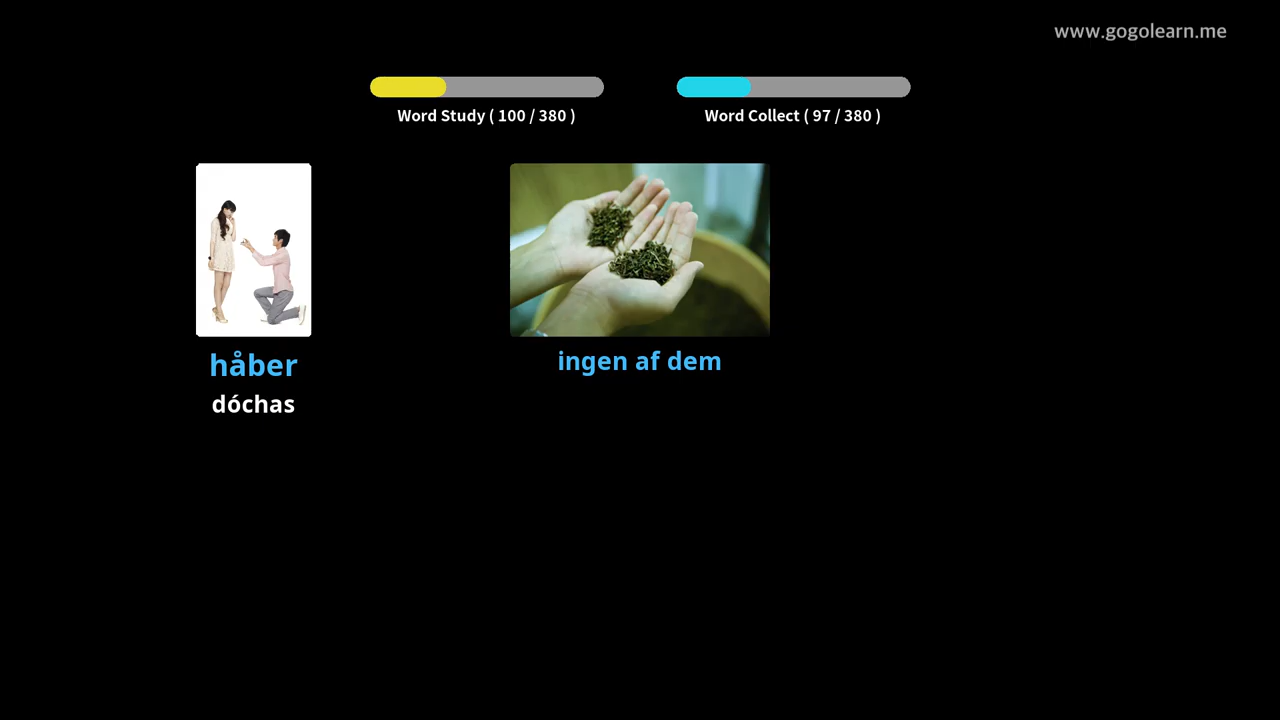 www.gogolearn.me
Word Study ( 100 / 380 )
Word Collect ( 97 / 380 )
håber
dóchas
ingen af dem